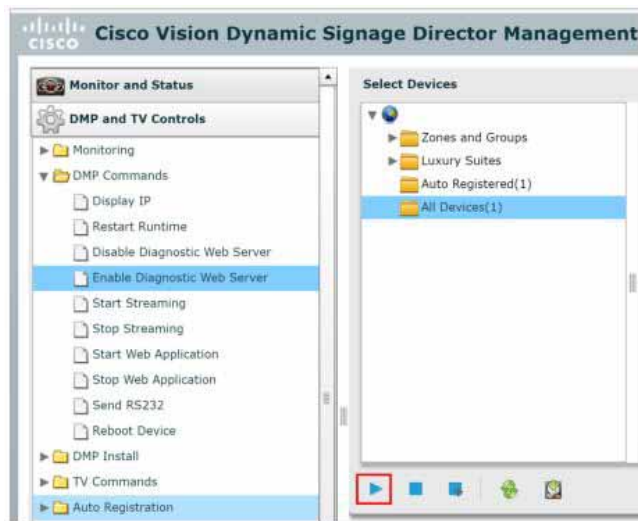 CISCO
Cisco Vision Dynamic Signage Director Management
Monitor and Status
DMP and TV Controls
Monitoring
DMP Commands
Display IP
Restart Runtime
Disable Diagnostic Web Server
Enable Diagnostic Web Server
Start Streaming
Stop Streaming
Start Web Application
Stop Web Application
Send RS232
Reboot Device
DMP Install
TV Commands
Auto Registration
Select Devices
Zones and Groups
Luxury Suites
Auto Registered(1)
All Devices(1)